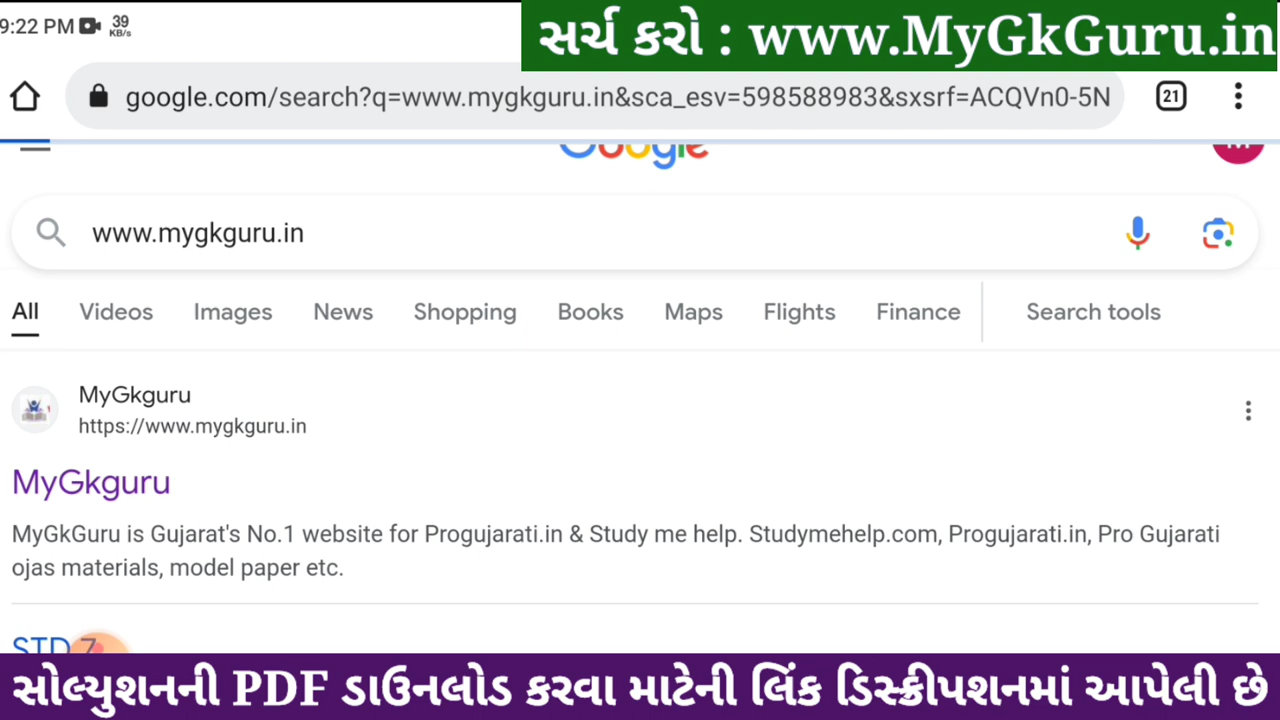 9:22 PM 39 KB/s
સર્ચ કરો : www.MyGkGuru.in
google.com/search?q=www.mygkguru.in&sca_esv=598588983&sxsrf=ACQVn0-5N
21
Google
www.mygkguru.in
All Videos Images News Shopping Books Maps Flights Finance Search tools
MyGkguru
https://www.mygkguru.in
MyGkguru
MyGkGuru is Gujarat's No.1 website for Progujarati.in & Study me help. Studymehelp.com, Progujarati.in, Pro Gujarati
ojas materials, model paper etc.
STD 7
સોલ્યુશનની PDF ડાઉનલોડ કરવા માટેની લિંક ડિસ્ક્રીપશનમાં આપેલી છે